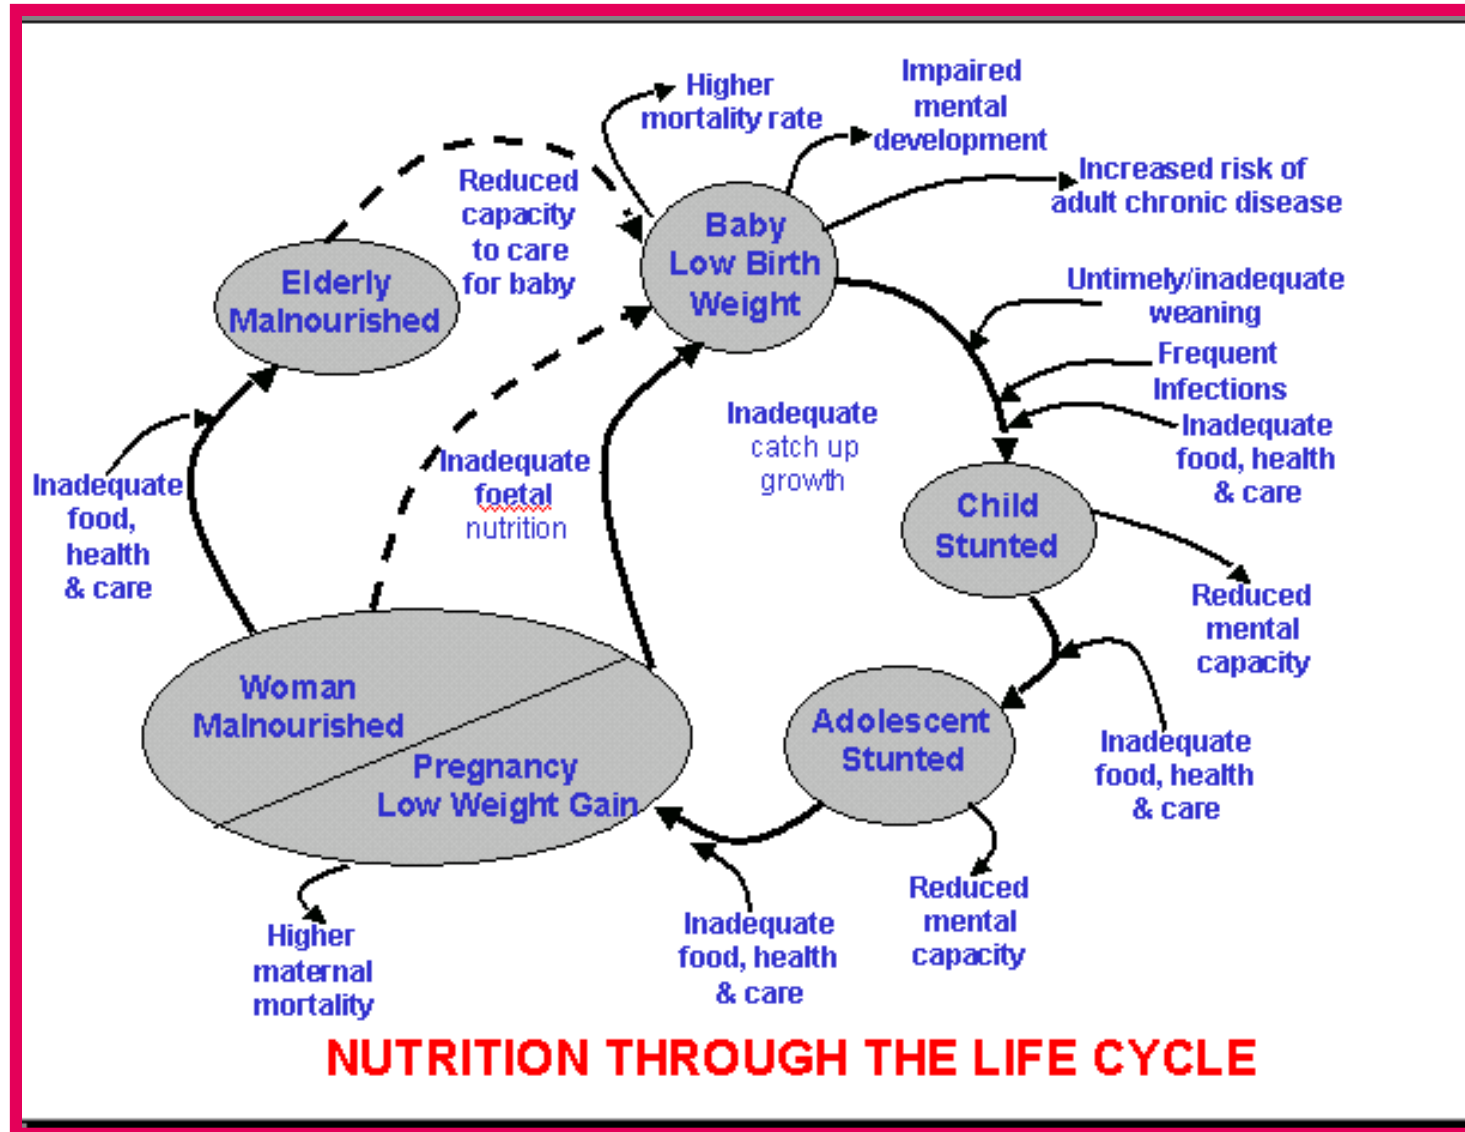 Higher
mortality rate
Impaired
mental
development
Increased risk of
adult chronic disease
Reduced
capacity
to care
for baby
Baby
Low Birth
Weight
Elderly
Malnourished
Untimely/inadequate
weaning
Frequent
Infections
Inadequate
food, health
& care
Inadequate
catch up
growth
Inadequate
foetal
nutrition
Inadequate
food,
health
& care
Child
Stunted
Reduced
mental
capacity
Woman
Malnourished
Pregnancy
Low Weight Gain
Adolescent
Stunted
Inadequate
food, health
& care
Reduced
mental
capacity
Inadequate
food, health
& care
Higher
maternal
mortality
NUTRITION THROUGH THE LIFE CYCLE